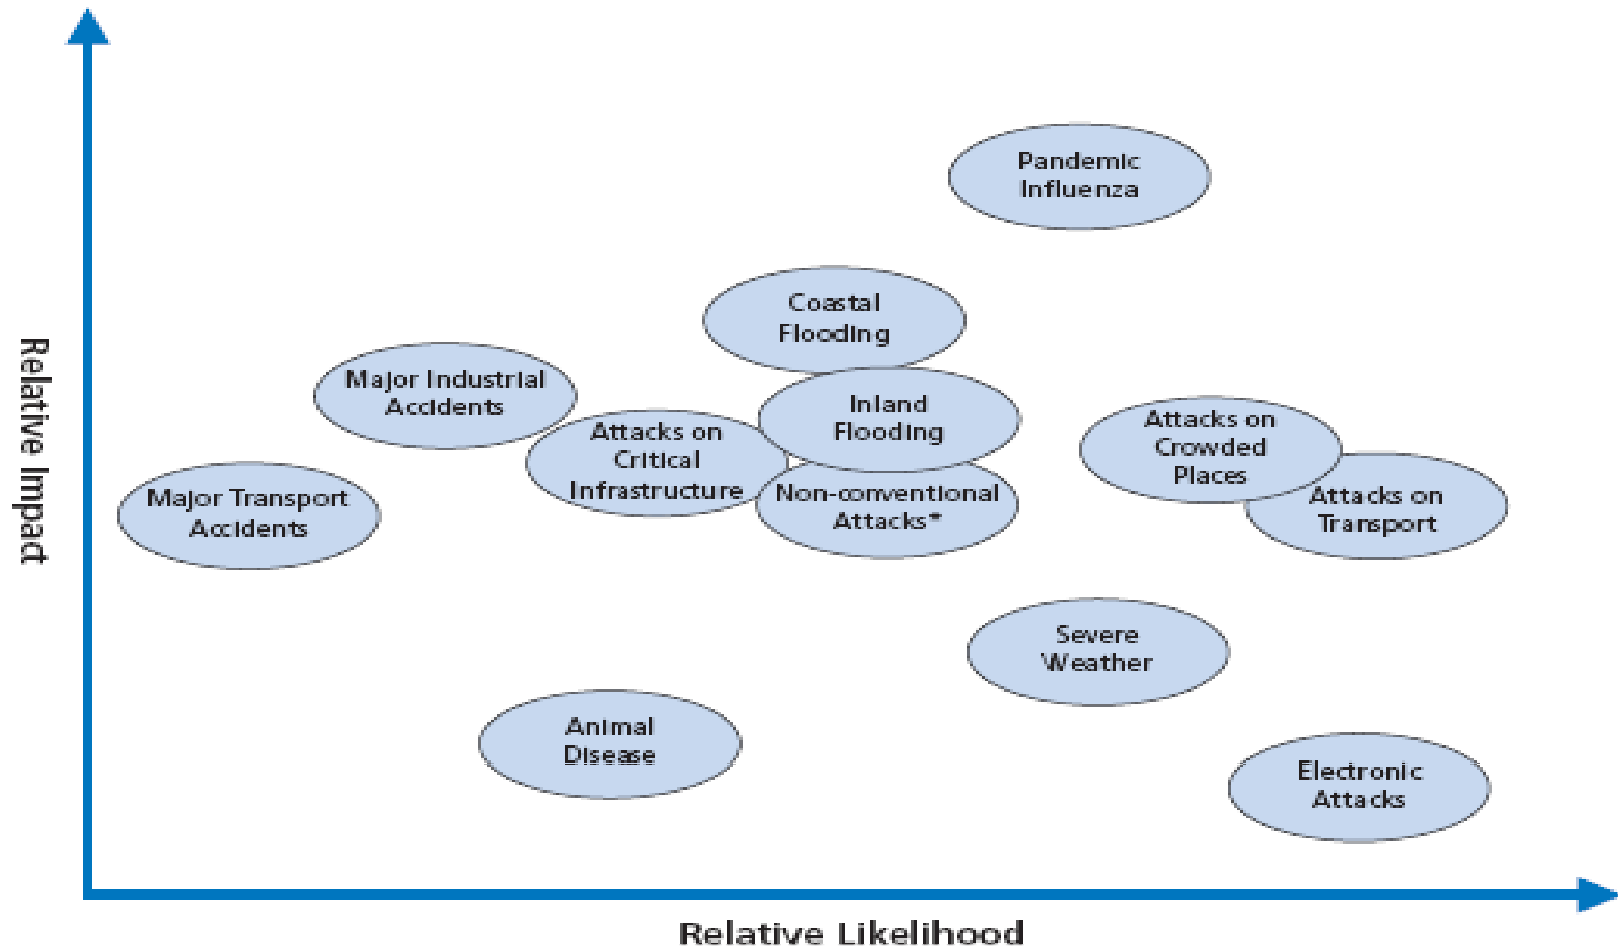 Pandemic
Influenza
Coastal
Flooding
Major Industrial
Accidents
Inland
Flooding
Attacks on
Critical
Infrastructure
Attacks on
Crowded
Places
Major Transport
Accidents
Non-conventional
Attacks*
Attacks on
Transport
Severe
Weather
Animal
Disease
Electronic
Attacks
Relative Impact
Relative Likelihood